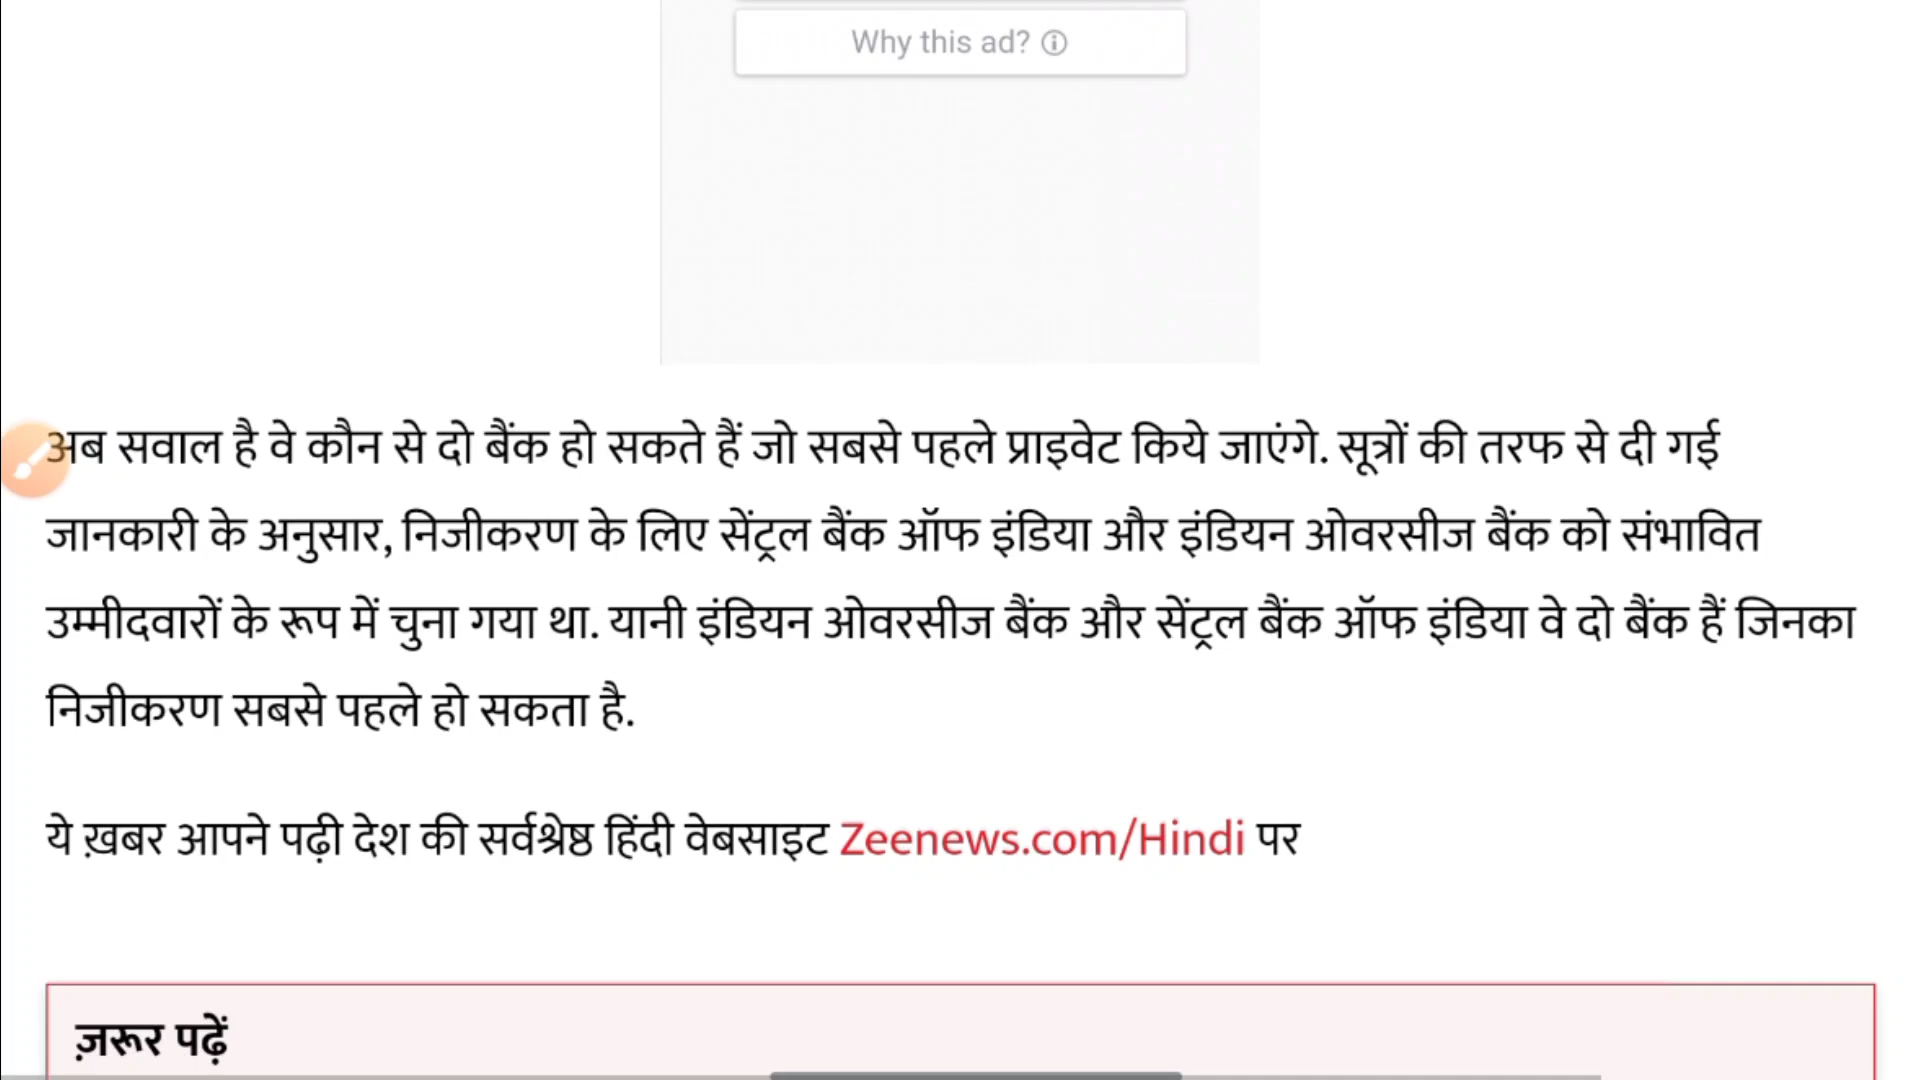 Why this ad?
अब सवाल है वे कौन से दो बैंक हो सकते हैं जो सबसे पहले प्राइवेट किये जाएंगे. सूत्रों की तरफ से दी गई
जानकारी के अनुसार, निजीकरण के लिए सेंट्रल बैंक ऑफ इंडिया और इंडियन ओवरसीज बैंक को संभावित
उम्मीदवारों के रूप में चुना गया था. यानी इंडियन ओवरसीज बैंक और सेंट्रल बैंक ऑफ इंडिया वे दो बैंक हैं जिनका
निजीकरण सबसे पहले हो सकता है.
ये ख़बर आपने पढ़ी देश की सर्वश्रेष्ठ हिंदी वेबसाइट Zeenews.com/Hindi पर
ज़रूर पढ़ें